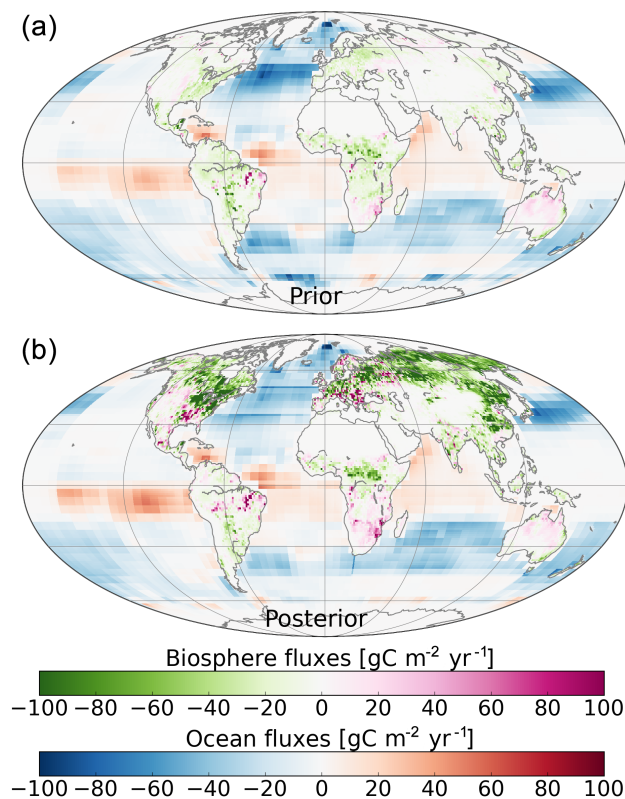 (a)
Prior
(b)
Posterior
Biosphere fluxes [gC m⁻² yr⁻¹]
−100 −80 −60 −40 −20 0 20 40 60 80 100
Ocean fluxes [gC m⁻² yr⁻¹]
−100 −80 −60 −40 −20 0 20 40 60 80 100